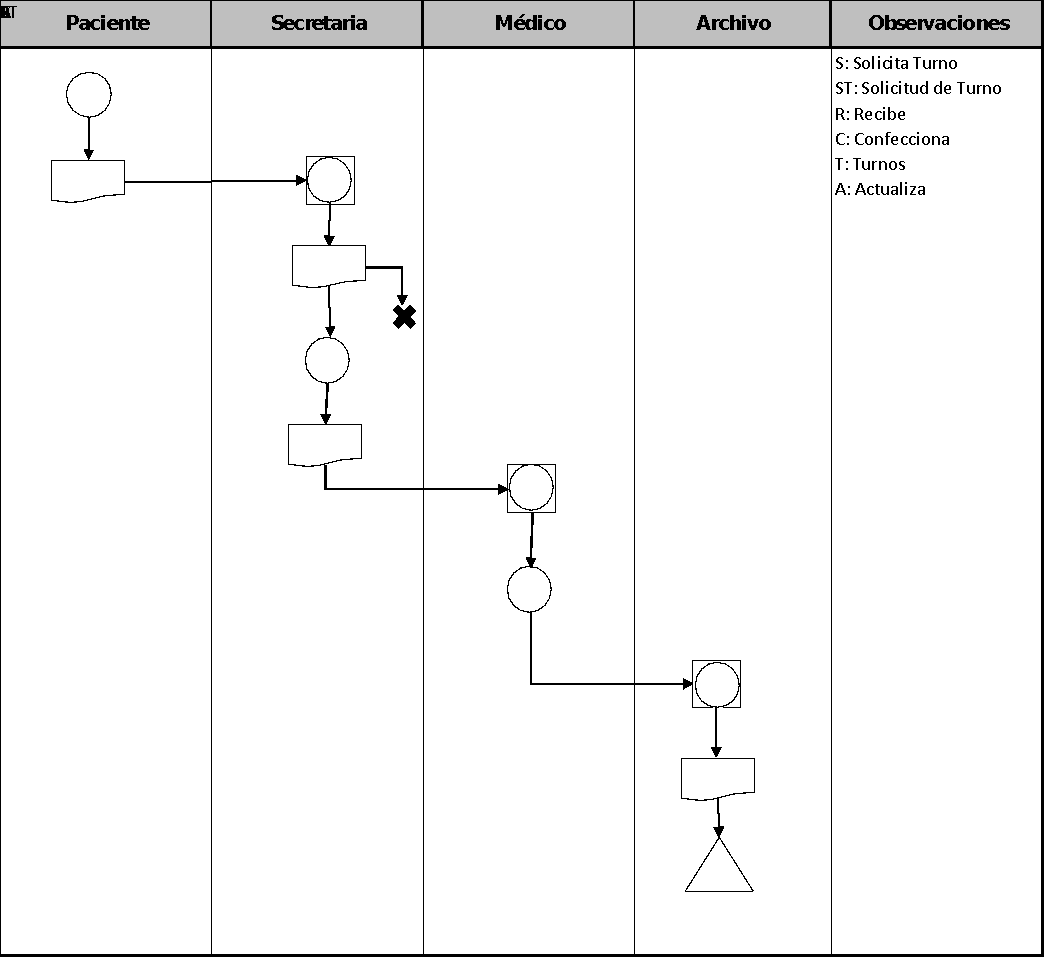 Paciente
Secretaria
Médico
Archivo
Observaciones
S: Solicita Turno
ST: Solicitud de Turno
R: Recibe
C: Confecciona
T: Turnos
A: Actualiza